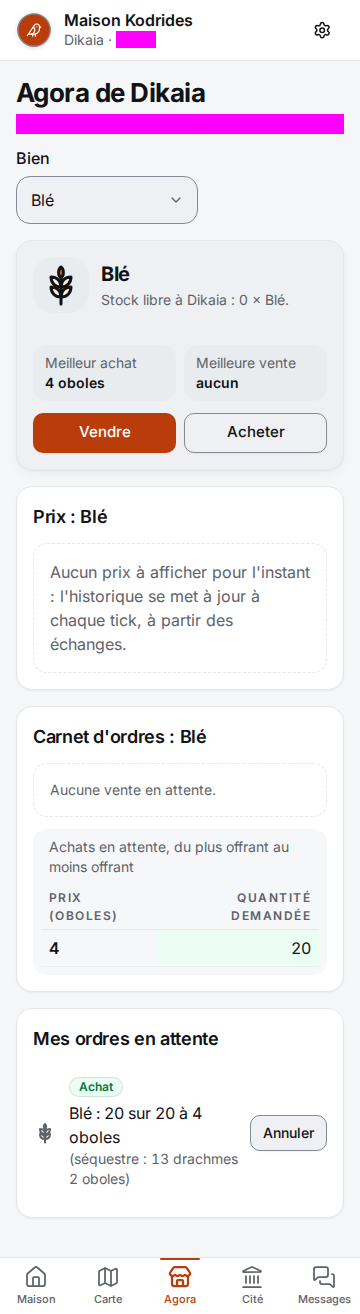 Maison Kodrides
Dikaia ·
Agora de Dikaia
Bien
Blé
Blé
Stock libre à Dikaia : 0 × Blé.
Meilleur achat
4 oboles
Meilleure vente
aucun
Vendre
Acheter
Prix : Blé
Aucun prix à afficher pour l'instant
: l'historique se met à jour à
chaque tick, à partir des
échanges.
Carnet d'ordres : Blé
Aucune vente en attente.
Achats en attente, du plus offrant au
moins offrant
PRIX
(OBOLES)
QUANTITÉ
DEMANDÉE
4
20
Mes ordres en attente
Achat
Blé : 20 sur 20 à 4
oboles
(séquestre : 13 drachmes
2 oboles)
Annuler
Maison
Carte
Agora
Cité
Messages